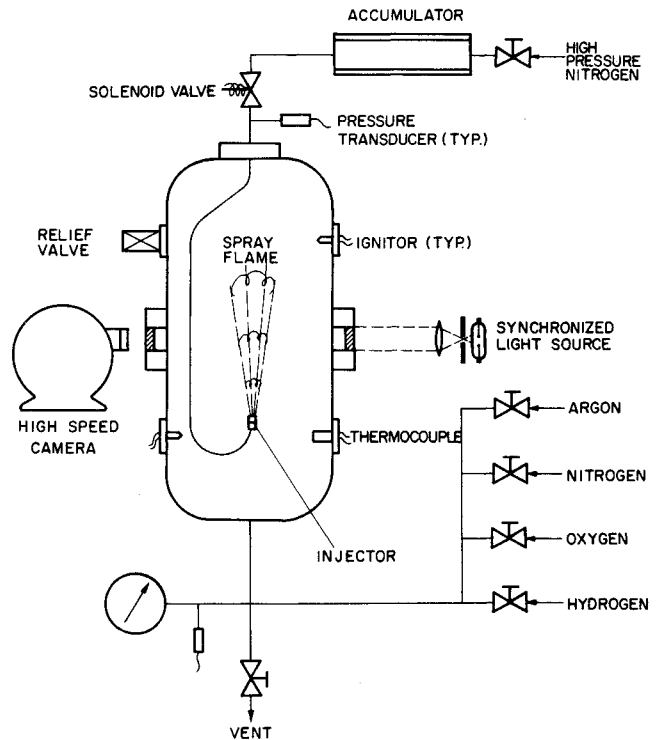 ACCUMULATOR
HIGH
PRESSURE
NITROGEN
SOLENOID VALVE
PRESSURE
TRANSDUCER (TYP.)
RELIEF
VALVE
SPRAY
FLAME
IGNITOR (TYP.)
SYNCHRONIZED
LIGHT SOURCE
HIGH SPEED
CAMERA
THERMOCOUPLE
ARGON
NITROGEN
OXYGEN
INJECTOR
HYDROGEN
VENT